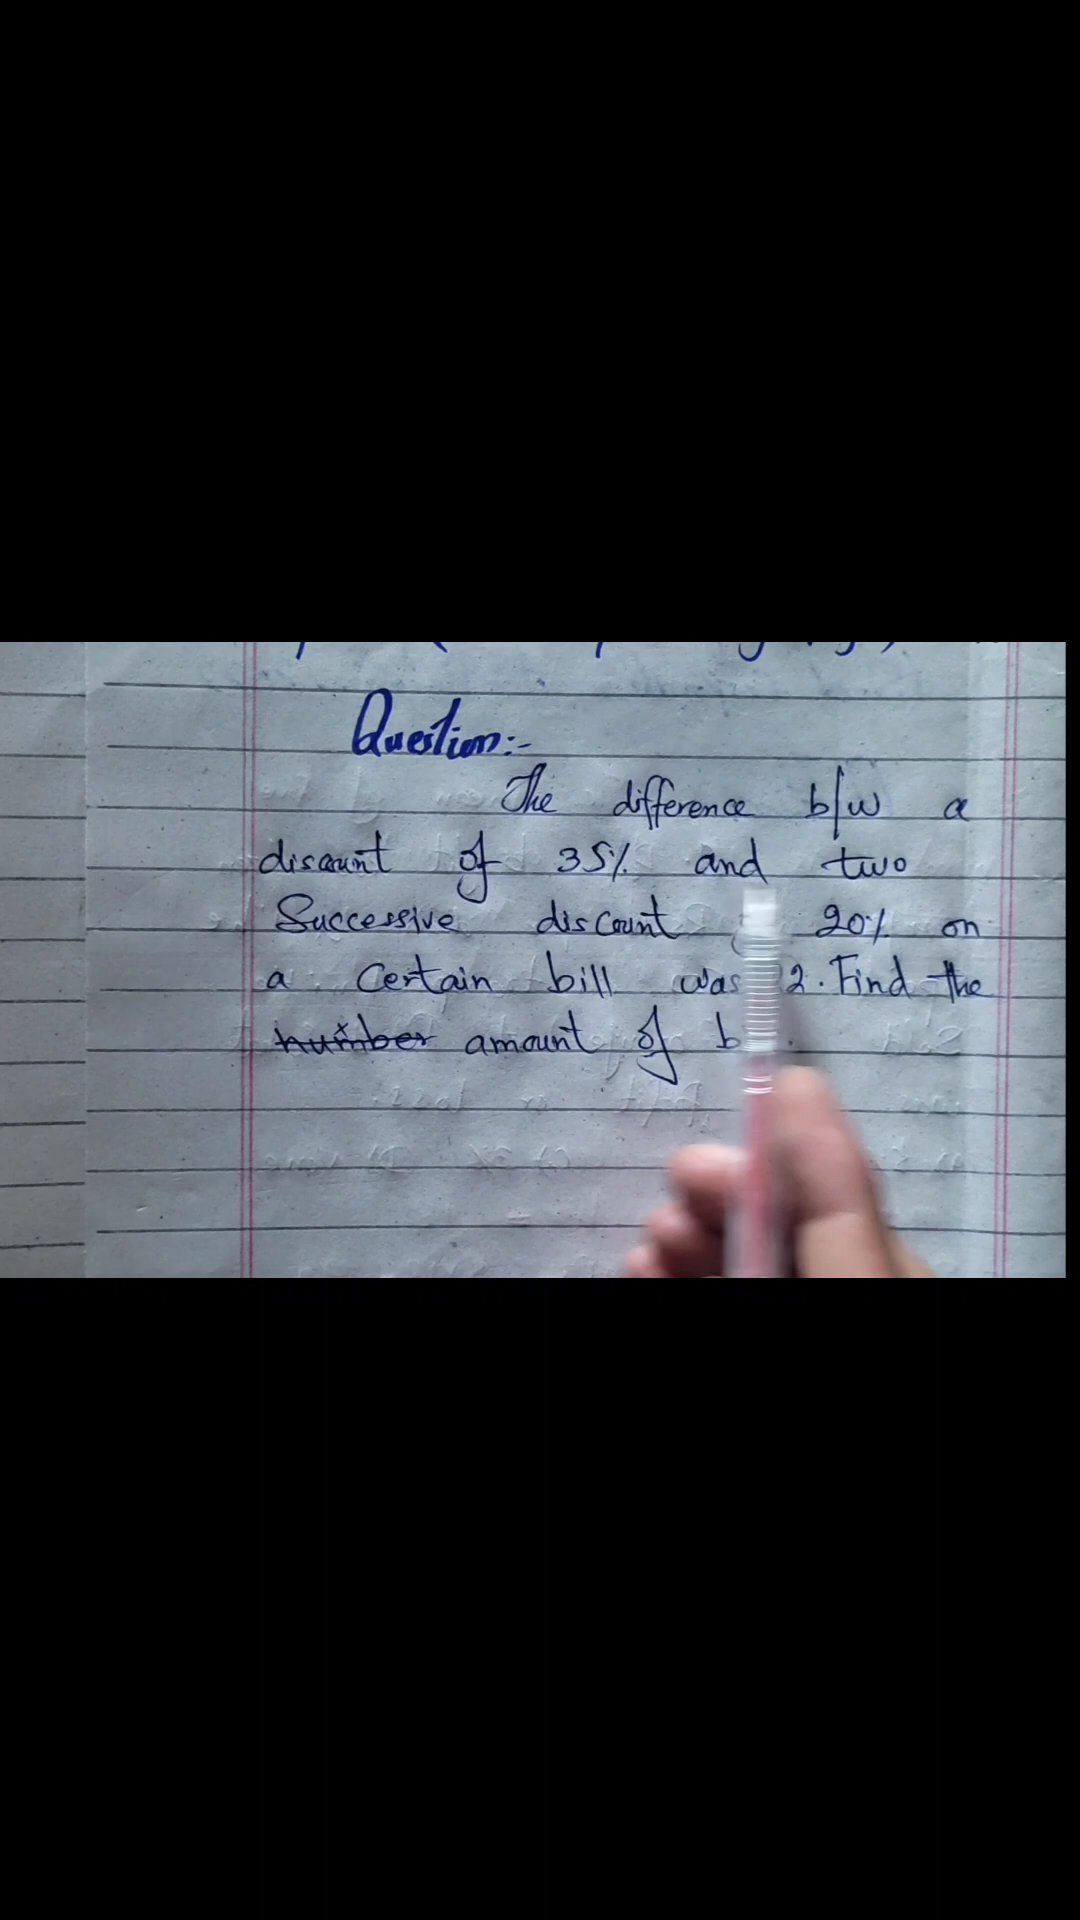 Question:-
The difference b/w a
discount of 35% and two
Successive discount 20% on
a Certain bill was 2. Find the
number amount of b